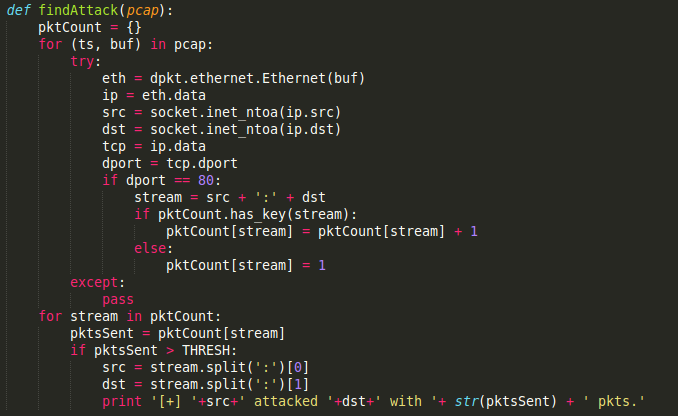 def findAttack(pcap):
    pktCount = {}
    for (ts, buf) in pcap:
        try:
            eth = dpkt.ethernet.Ethernet(buf)
            ip = eth.data
            src = socket.inet_ntoa(ip.src)
            dst = socket.inet_ntoa(ip.dst)
            tcp = ip.data
            dport = tcp.dport
            if dport == 80:
                stream = src + ':' + dst
                if pktCount.has_key(stream):
                    pktCount[stream] = pktCount[stream] + 1
                else:
                    pktCount[stream] = 1
        except:
            pass
    for stream in pktCount:
        pktsSent = pktCount[stream]
        if pktsSent > THRESH:
            src = stream.split(':')[0]
            dst = stream.split(':')[1]
            print '[+] '+src+' attacked '+dst+' with '+ str(pktsSent) + ' pkts.'